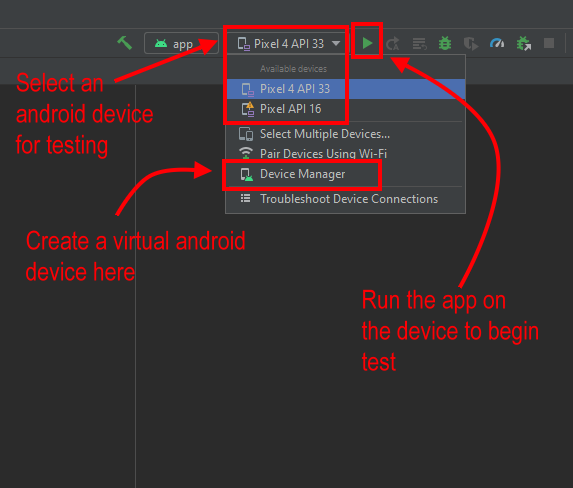 app
Pixel 4 API 33
Available devices
Pixel 4 API 33
Pixel API 16
Select Multiple Devices...
Pair Devices Using Wi-Fi
Device Manager
Troubleshoot Device Connections
Select an
android device
for testing
Create a virtual android
device here
Run the app on
the device to begin
test